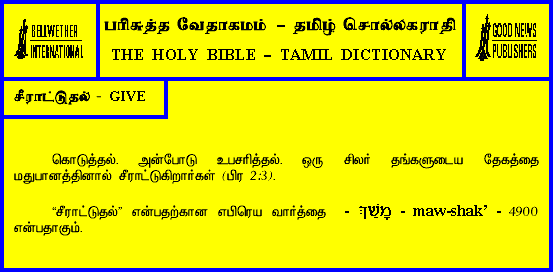 BELLWETHER
INTERNATIONAL
பரிசுத்த வேதாகமம் – தமிழ் சொல்லகராதி
THE HOLY BIBLE – TAMIL DICTIONARY
GOOD NEWS
PUBLISHERS
சீராட்டுதல் - GIVE
கொடுத்தல். அன்போடு உபசரித்தல். ஒரு சிலர் தங்களுடைய தேகத்தை
மதுபானத்தினால் சீராட்டுகிறார்கள் (பிர 2:3).
“சீராட்டுதல்” என்பதற்கான எபிரெய வார்த்தை - מָשַׁךְ - maw-shak’ - 4900
என்பதாகும்.